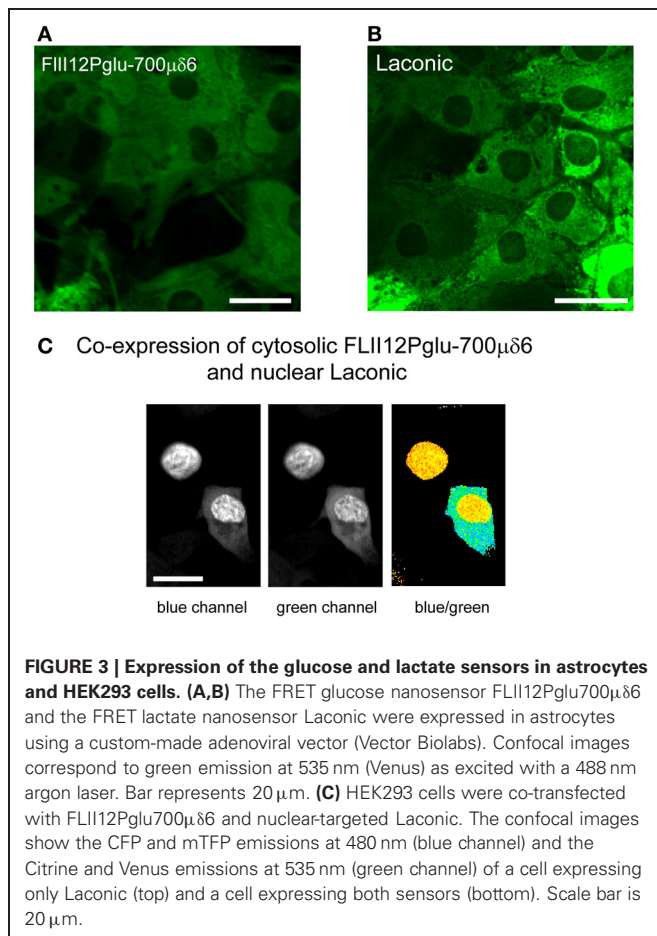 A
FIII12Pglu-700μδ6
B
Laconic
C Co-expression of cytosolic FLII12Pglu-700μδ6
and nuclear Laconic
blue channel
green channel
blue/green
FIGURE 3 | Expression of the glucose and lactate sensors in astrocytes
and HEK293 cells. (A,B) The FRET glucose nanosensor FLII12Pglu700μδ6
and the FRET lactate nanosensor Laconic were expressed in astrocytes
using a custom-made adenoviral vector (Vector Biolabs). Confocal images
correspond to green emission at 535 nm (Venus) as excited with a 488 nm
argon laser. Bar represents 20 μm. (C) HEK293 cells were co-transfected
with FLII12Pglu700μδ6 and nuclear-targeted Laconic. The confocal images
show the CFP and mTFP emissions at 480 nm (blue channel) and the
Citrine and Venus emissions at 535 nm (green channel) of a cell expressing
only Laconic (top) and a cell expressing both sensors (bottom). Scale bar is
20 μm.